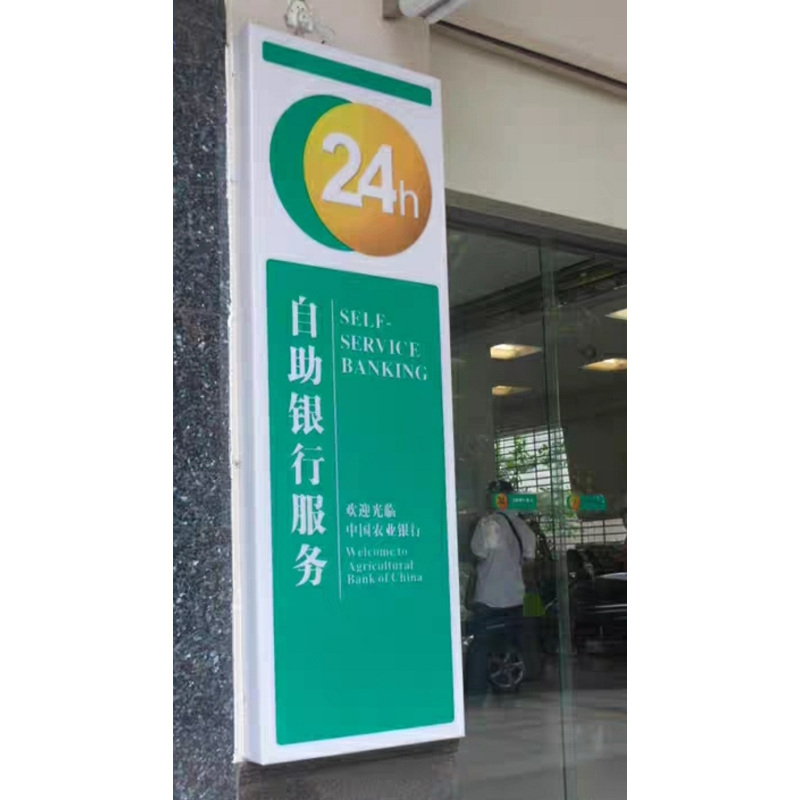 24h
自助银行服务
SELF-
SERVICE
BANKING
欢迎光临
中国农业银行
Welcome to
Agricultural
Bank of China